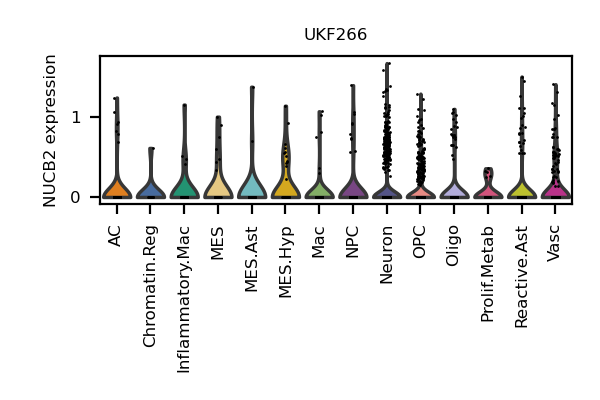 UKF266
NUCB2 expression
1
0
AC
Chromatin.Reg
Inflammatory.Mac
MES
MES.Ast
MES.Hyp
Mac
NPC
Neuron
OPC
Oligo
Prolif.Metab
Reactive.Ast
Vasc